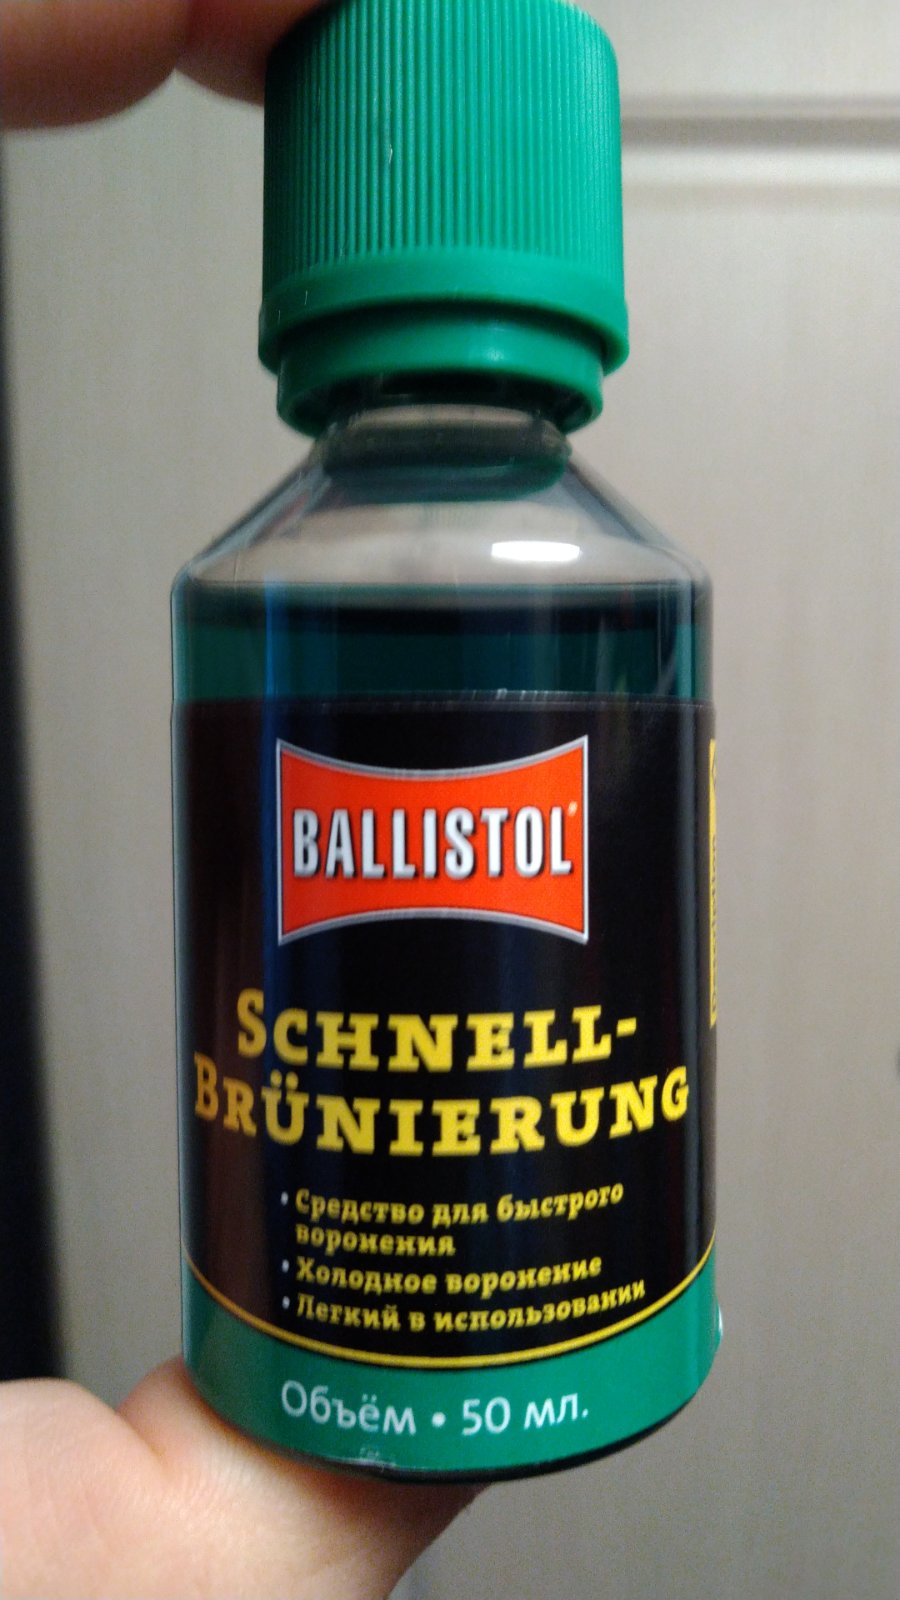 BALLISTOL
SCHNELL-
BRÜNIERUNG
• Средство для быстрого
воронения
• Холодное воронение
• Легкий в использовании
Объём • 50 мл.